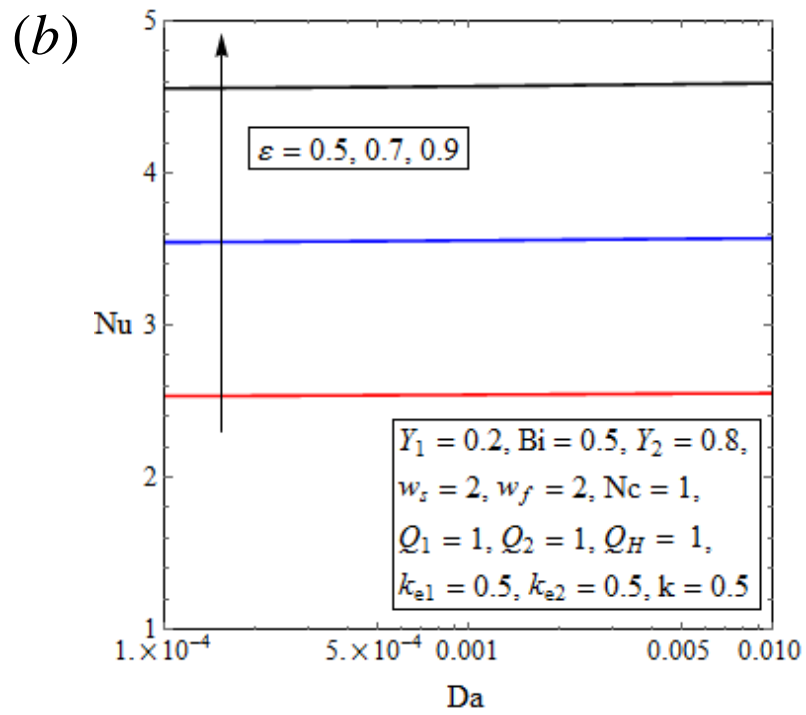 (b)
5
ε = 0.5, 0.7, 0.9
4
Nu 3
Y₁ = 0.2, Bi = 0.5, Y₂ = 0.8,
wₛ = 2, w_f = 2, Nc = 1,
2
Q₁ = 1, Q₂ = 1, Q_H = 1,
kₑ₁ = 0.5, kₑ₂ = 0.5, k = 0.5
1
1.×10⁻⁴ 5.×10⁻⁴ 0.001 0.005 0.010
Da